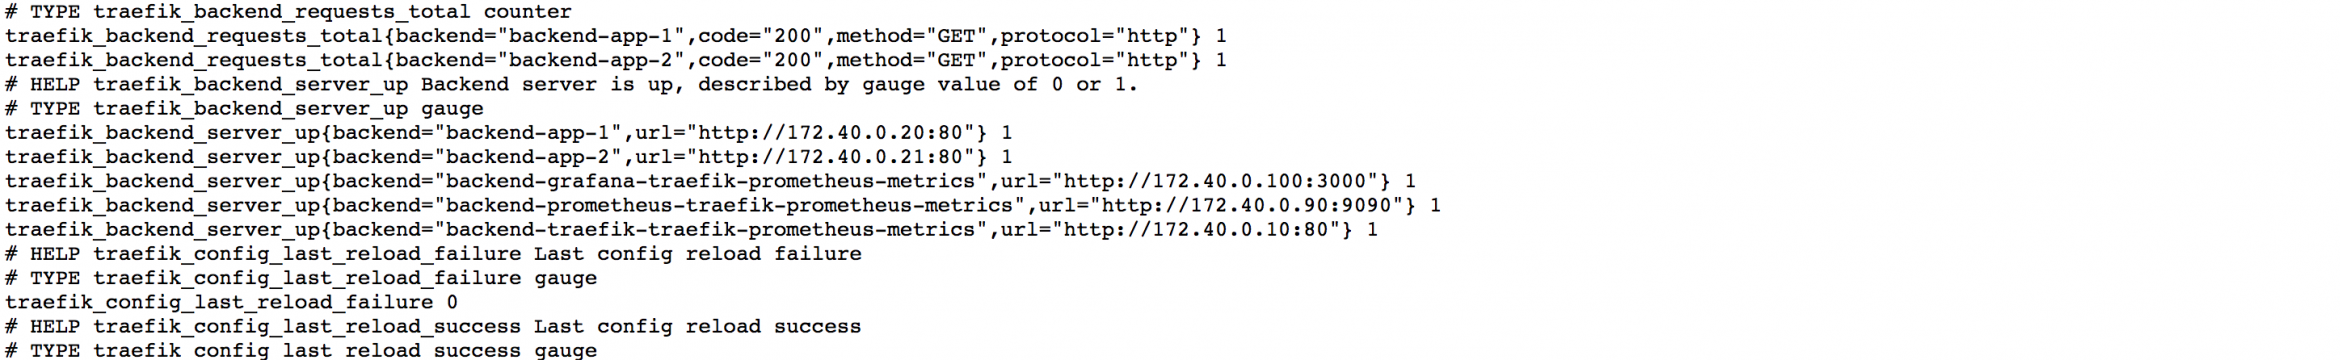 # TYPE traefik_backend_requests_total counter
traefik_backend_requests_total{backend="backend-app-1",code="200",method="GET",protocol="http"} 1
traefik_backend_requests_total{backend="backend-app-2",code="200",method="GET",protocol="http"} 1
# HELP traefik_backend_server_up Backend server is up, described by gauge value of 0 or 1.
# TYPE traefik_backend_server_up gauge
traefik_backend_server_up{backend="backend-app-1",url="http://172.40.0.20:80"} 1
traefik_backend_server_up{backend="backend-app-2",url="http://172.40.0.21:80"} 1
traefik_backend_server_up{backend="backend-grafana-traefik-prometheus-metrics",url="http://172.40.0.100:3000"} 1
traefik_backend_server_up{backend="backend-prometheus-traefik-prometheus-metrics",url="http://172.40.0.90:9090"} 1
traefik_backend_server_up{backend="backend-traefik-traefik-prometheus-metrics",url="http://172.40.0.10:80"} 1
# HELP traefik_config_last_reload_failure Last config reload failure
# TYPE traefik_config_last_reload_failure gauge
traefik_config_last_reload_failure 0
# HELP traefik_config_last_reload_success Last config reload success
# TYPE traefik_config_last_reload_success gauge